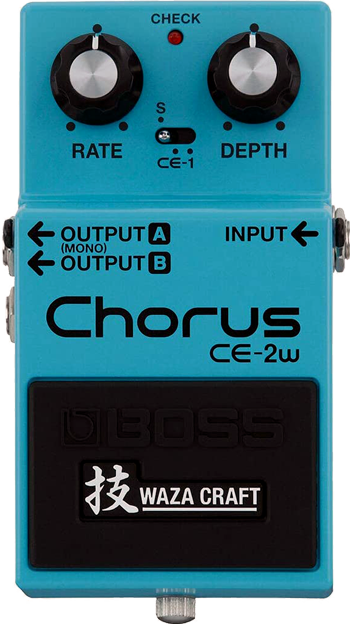 CHECK
S
CE-1
RATE
DEPTH
OUTPUT A
(MONO)
OUTPUT B
INPUT
Chorus
CE-2w
BOSS
技 WAZA CRAFT